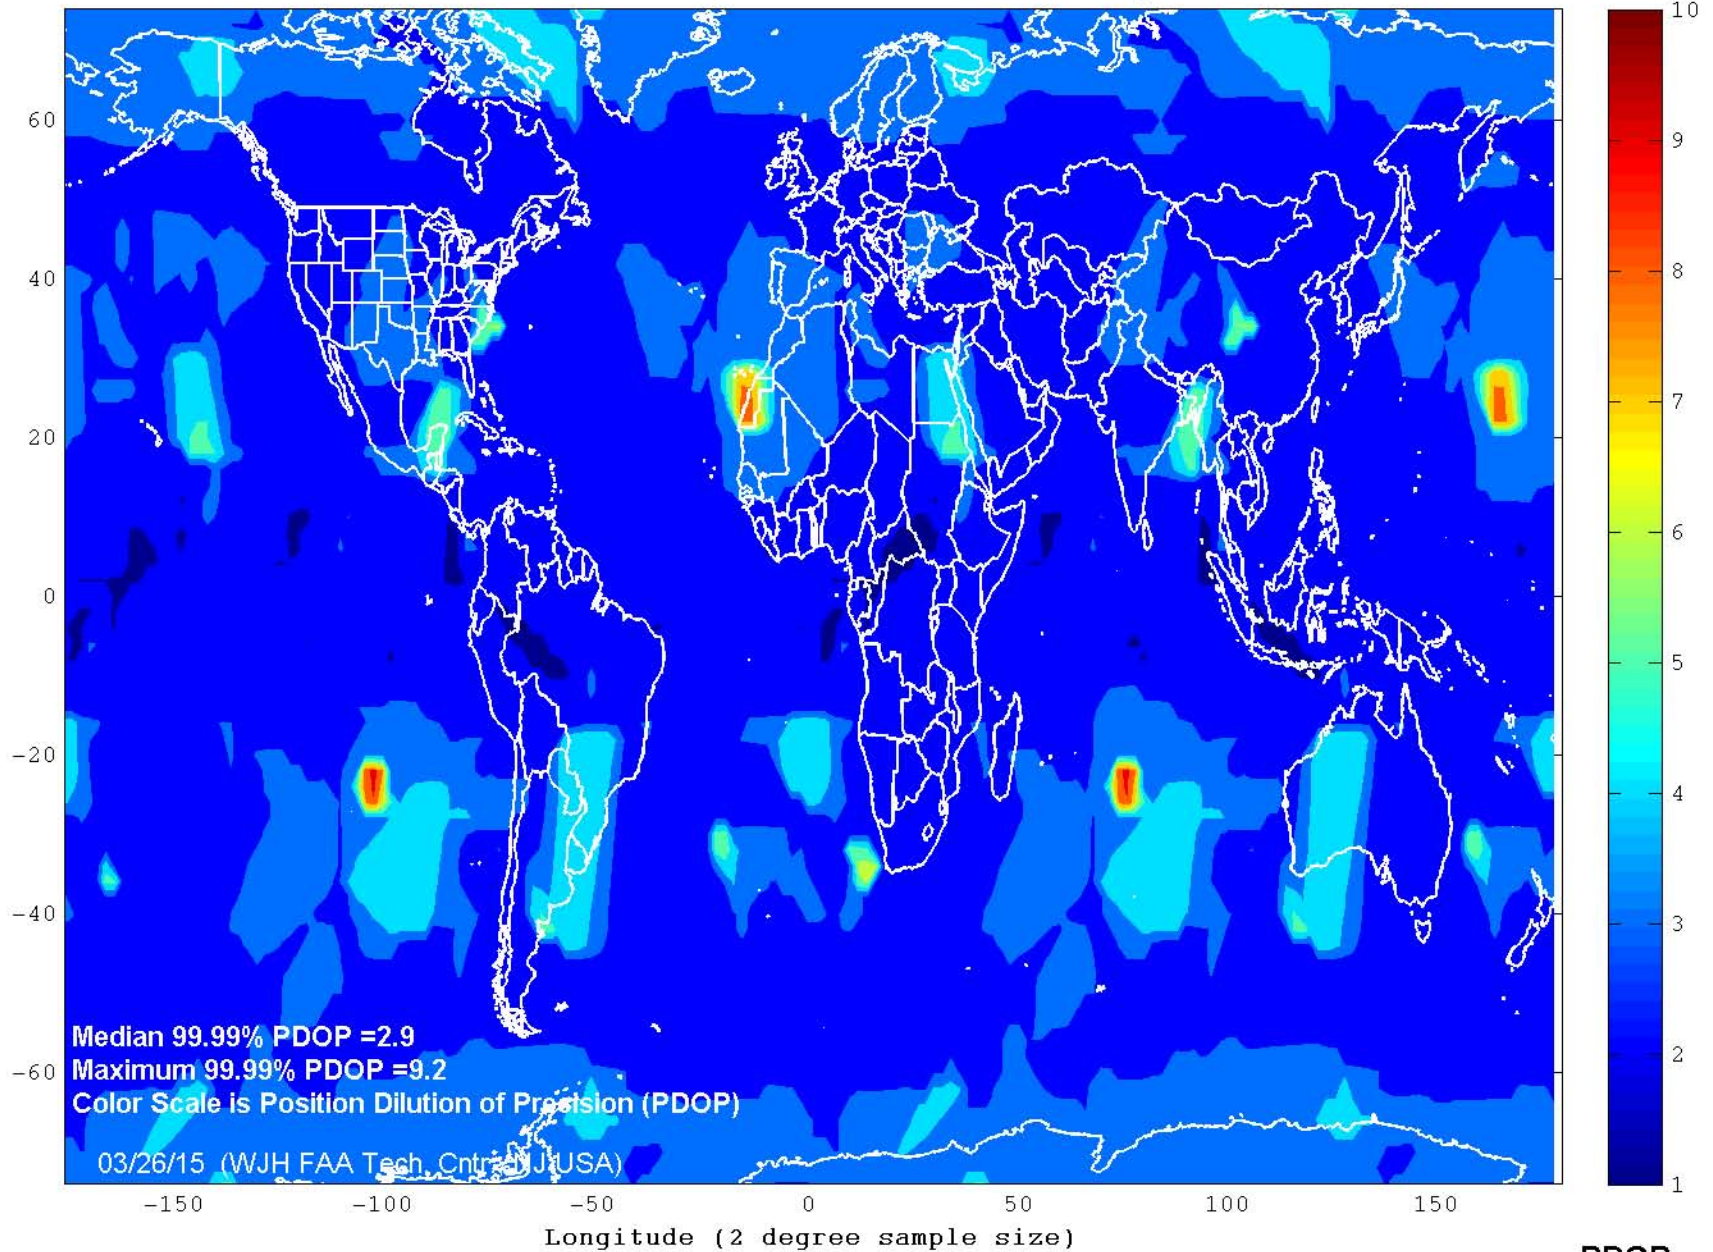 10
9
8
7
6
5
4
3
2
1
60
40
20
0
−20
−40
−60
Median 99.99% PDOP =2.9
Maximum 99.99% PDOP =9.2
Color Scale is Position Dilution of Precision (PDOP)
03/26/15 (WJH FAA Tech. Cntr. NJ USA)
−150 −100 −50 0 50 100 150
Longitude (2 degree sample size)
PDOP